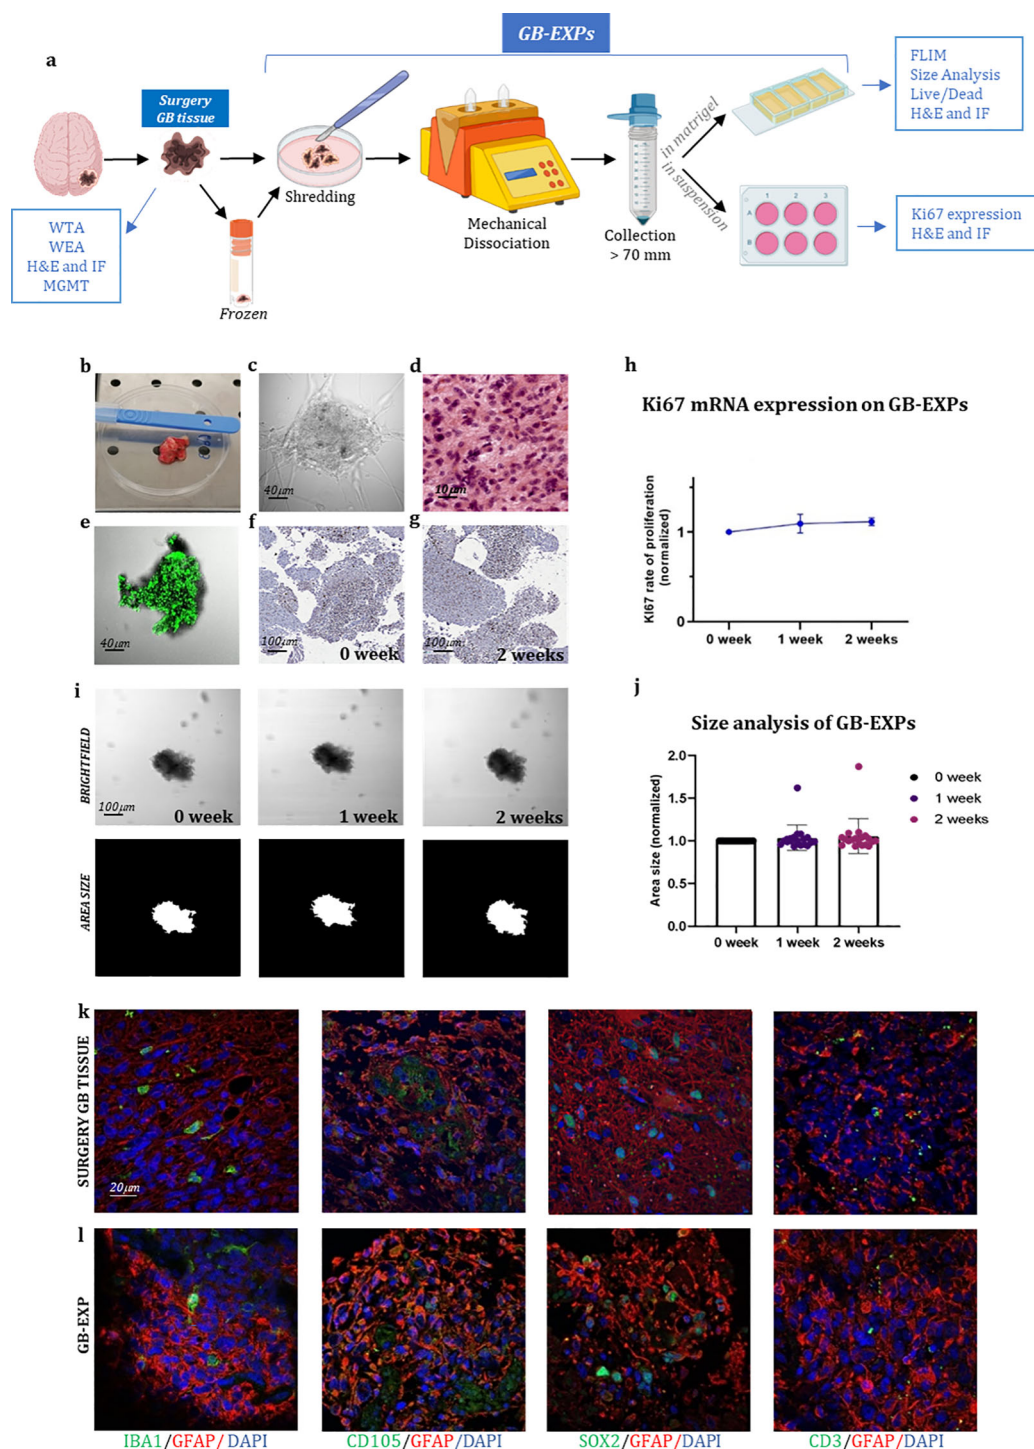 GB-EXPs
a
Surgery
GB tissue
FLIM
Size Analysis
Live/Dead
H&E and IF
in matrigel
in suspension
Shredding
Mechanical
Dissociation
Collection
> 70 mm
1 2 3
A
B
Ki67 expression
H&E and IF
WTA
WEA
H&E and IF
MGMT
Frozen
b
c
40µm
d
10µm
h
Ki67 mRNA expression on GB-EXPs
KI67 rate of proliferation
(normalized)
1
0
0 week
1 week
2 weeks
e
40µm
f
100µm
0 week
g
100µm
2 weeks
i
BRIGHTFIELD
100µm
0 week
1 week
2 weeks
AREA SIZE
j
Size analysis of GB-EXPs
Area size (normalized)
2.0
1.5
1.0
0.5
0.0
0 week
1 week
2 weeks
0 week
1 week
2 weeks
k
SURGERY GB TISSUE
20µm
l
GB-EXP
IBA1/GFAP/DAPI
CD105/GFAP/DAPI
SOX2/GFAP/DAPI
CD3/GFAP/DAPI